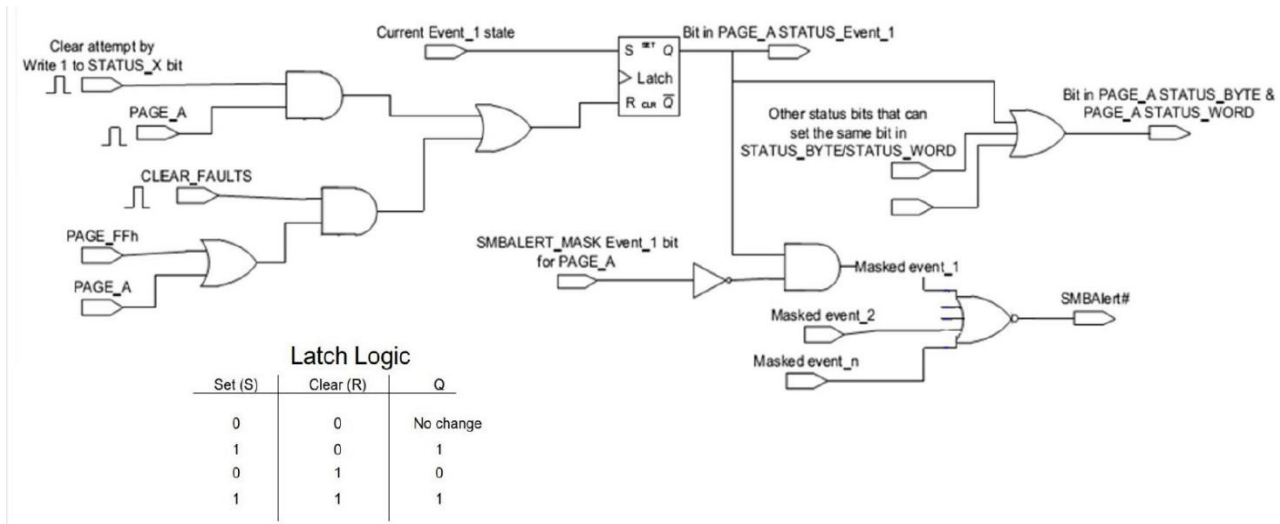 Clear attempt by
Write 1 to STATUS_X bit
PAGE_A
CLEAR_FAULTS
PAGE_FFh
PAGE_A
Current Event_1 state
S SET Q
Latch
R CLR Q
Bit in PAGE_A STATUS_Event_1
Other status bits that can
set the same bit in
STATUS_BYTE/STATUS_WORD
Bit in PAGE_A STATUS_BYTE &
PAGE_A STATUS_WORD
SMBALERT_MASK Event_1 bit
for PAGE_A
Masked event_1
Masked event_2
Masked event_n
SMBAlert#
Latch Logic
Set (S) Clear (R) Q
0 0 No change
1 0 1
0 1 0
1 1 1